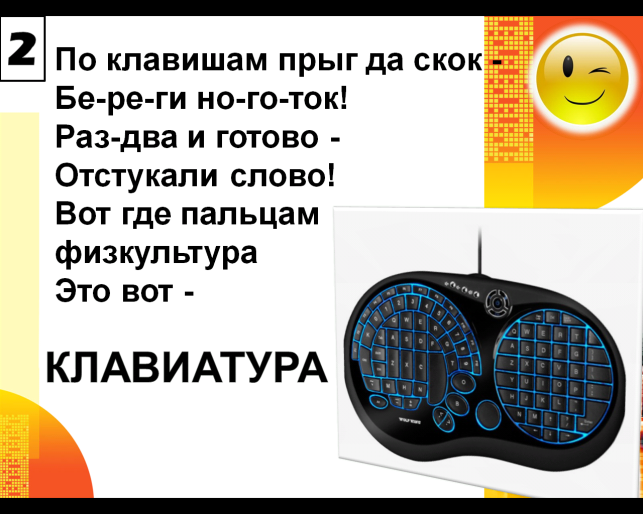 2
По клавишам прыг да скок -
Бе-ре-ги но-го-ток!
Раз-два и готово -
Отстукали слово!
Вот где пальцам
физкультура
Это вот -
КЛАВИАТУРА